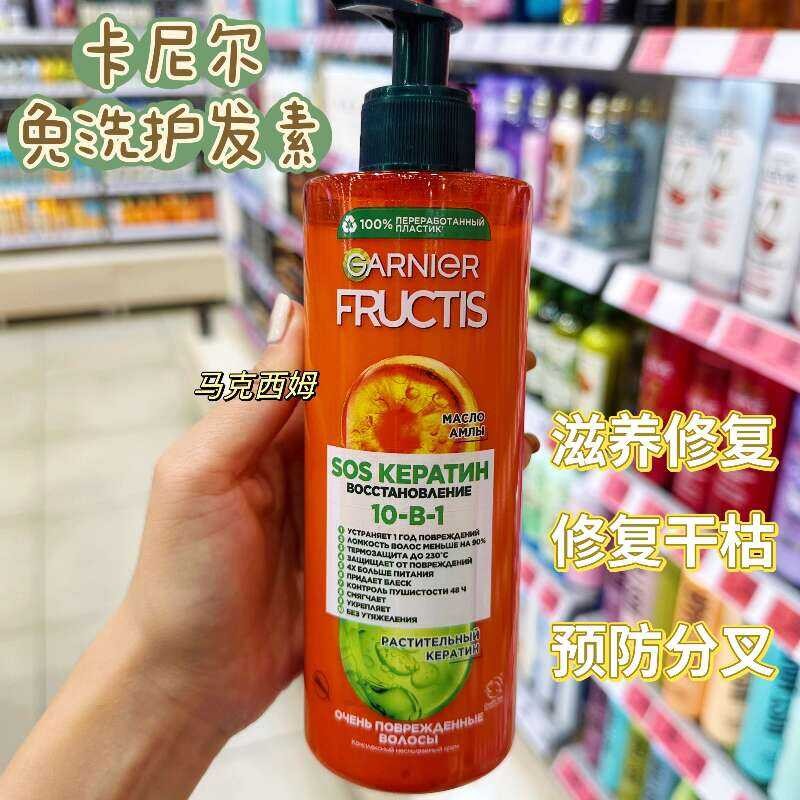 卡尼尔
免洗护发素
100% ПЕРЕРАБОТАННЫЙ
ПЛАСТИК
GARNIER
FRUCTIS
马克西姆
МАСЛО
АМЛЫ
SOS КЕРАТИН
ВОССТАНОВЛЕНИЕ
10-В-1
УСТРАНЯЕТ 1 ГОД ПОВРЕЖДЕНИЙ
ЛОМКОСТЬ ВОЛОС МЕНЬШЕ НА 90%
ТЕРМОЗАЩИТА ДО 230°C
ЗАЩИЩАЕТ ОТ ПОВРЕЖДЕНИЙ
4X БОЛЬШЕ ПИТАНИЯ
ПРИДАЕТ БЛЕСК
КОНТРОЛЬ ПУШИСТОСТИ 48 Ч
СМЯГЧАЕТ
УКРЕПЛЯЕТ
БЕЗ УТЯЖЕЛЕНИЯ
РАСТИТЕЛЬНЫЙ
КЕРАТИН
ОЧЕНЬ ПОВРЕЖДЕННЫЕ
ВОЛОСЫ
滋养修复
修复干枯
预防分叉